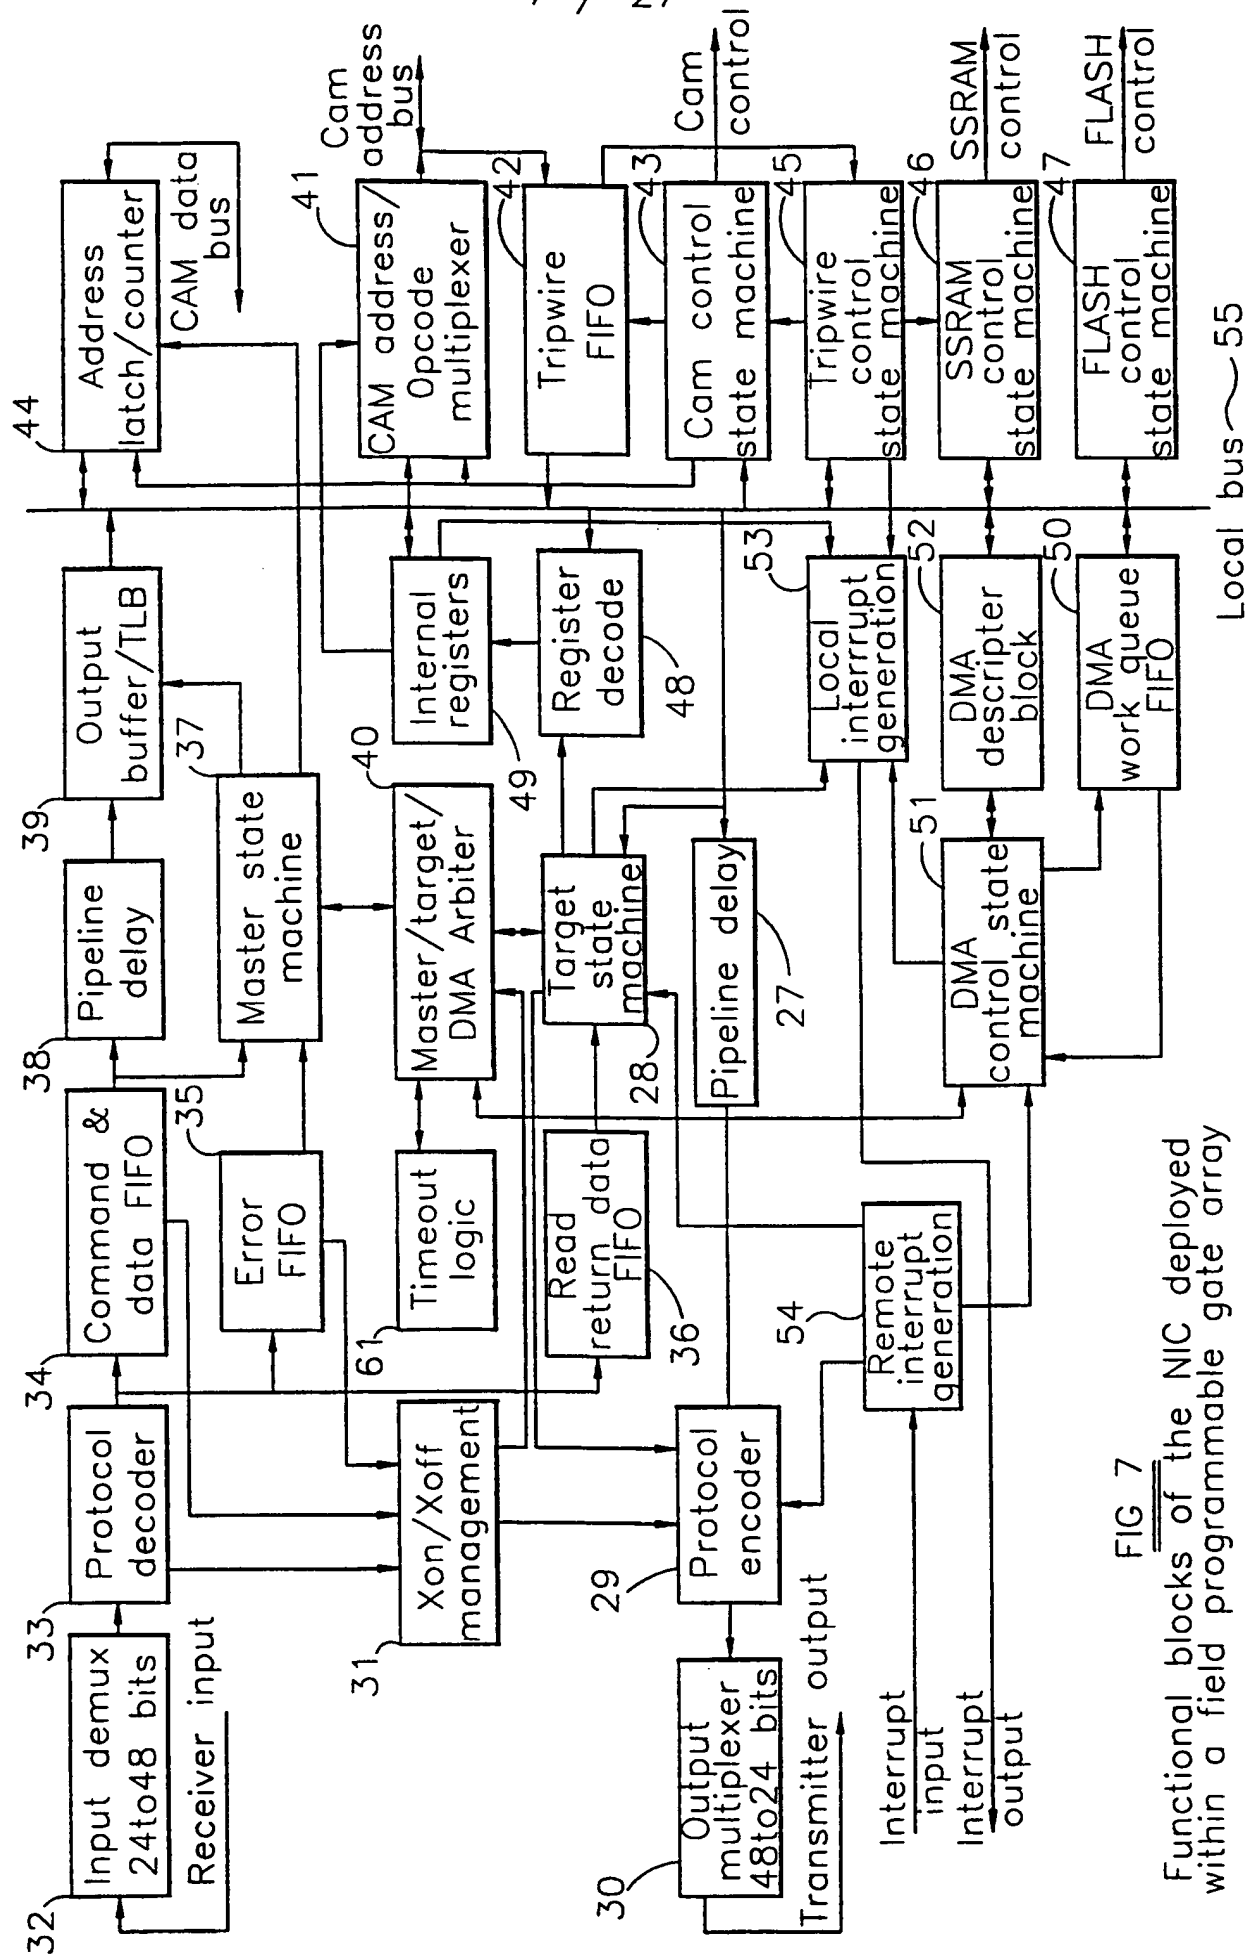 7 / 27
32
Input demux
24to48 bits
Receiver input
33
Protocol
decoder
34
Command &
data FIFO
38
Pipeline
delay
39
Output
buffer/TLB
44
Address
latch/counter
CAM data
bus
35
Error
FIFO
37
Master state
machine
31
Xon/Xoff
management
61
Timeout
logic
40
Master/target/
DMA Arbiter
49
Internal
registers
41
CAM address/
Opcode
multiplexer
Cam
address
bus
36
Read
return data
FIFO
28
Target
state
machine
48
Register
decode
42
Tripwire
FIFO
30
Output
multiplexer
48to24 bits
Transmitter output
29
Protocol
encoder
27
Pipeline delay
43
Cam control
state machine
Cam
control
53
Local
interrrupt
generation
45
Tripwire
control
state machine
Interrupt
input
Interrupt
output
54
Remote
interrupt
generation
51
DMA
control state
machine
52
DMA
descripter
block
46
SSRAM
control
state machine
SSRAM
control
50
DMA
work queue
FIFO
47
FLASH
control
state machine
FLASH
control
Local bus 55
FIG 7
Functional blocks of the NIC deployed
within a field programmable gate array